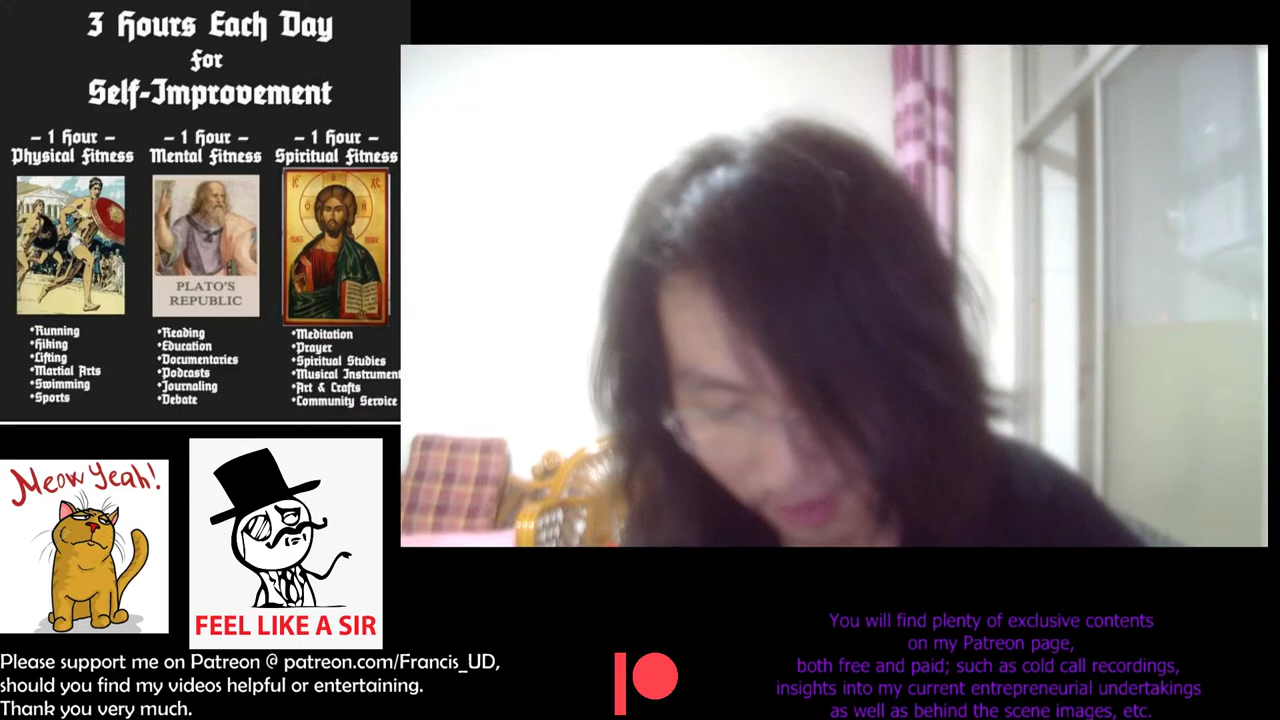 3 Hours Each Day
For
Self-Improvement
- 1 Hour -
Physical Fitness
- 1 Hour -
Mental Fitness
- 1 Hour -
Spiritual Fitness
IC XC
PLATO'S
REPUBLIC
•Running
•Hiking
•Lifting
•Martial Arts
•Swimming
•Sports
•Reading
•Education
•Documentaries
•Podcasts
•Journaling
•Debate
•Meditation
•Prayer
•Spiritual Studies
•Musical Instrument
•Art & Crafts
•Community Service
Meow Yeah!
FEEL LIKE A SIR
Please support me on Patreon @ patreon.com/Francis_UD,
should you find my videos helpful or entertaining.
Thank you very much.
You will find plenty of exclusive contents
on my Patreon page,
both free and paid; such as cold call recordings,
insights into my current entrepreneurial undertakings
as well as behind the scene images, etc.